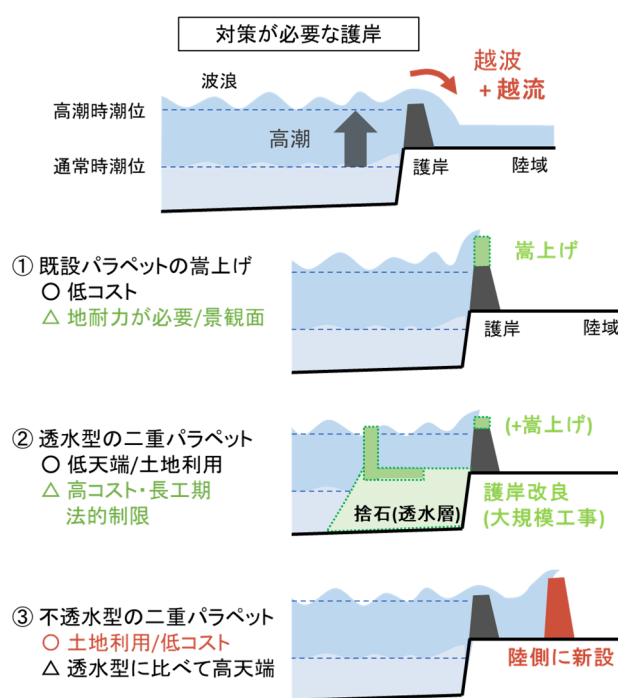 対策が必要な護岸
越波
+越流
波浪
高潮時潮位
高潮
通常時潮位
護岸
陸域
① 既設パラペットの嵩上げ
○ 低コスト
△ 地耐力が必要/景観面
嵩上げ
護岸
陸域
② 透水型の二重パラペット
○ 低天端/土地利用
△ 高コスト・長工期
法的制限
(+嵩上げ)
捨石(透水層)
護岸改良
(大規模工事)
③ 不透水型の二重パラペット
○ 土地利用/低コスト
△ 透水型に比べて高天端
陸側に新設